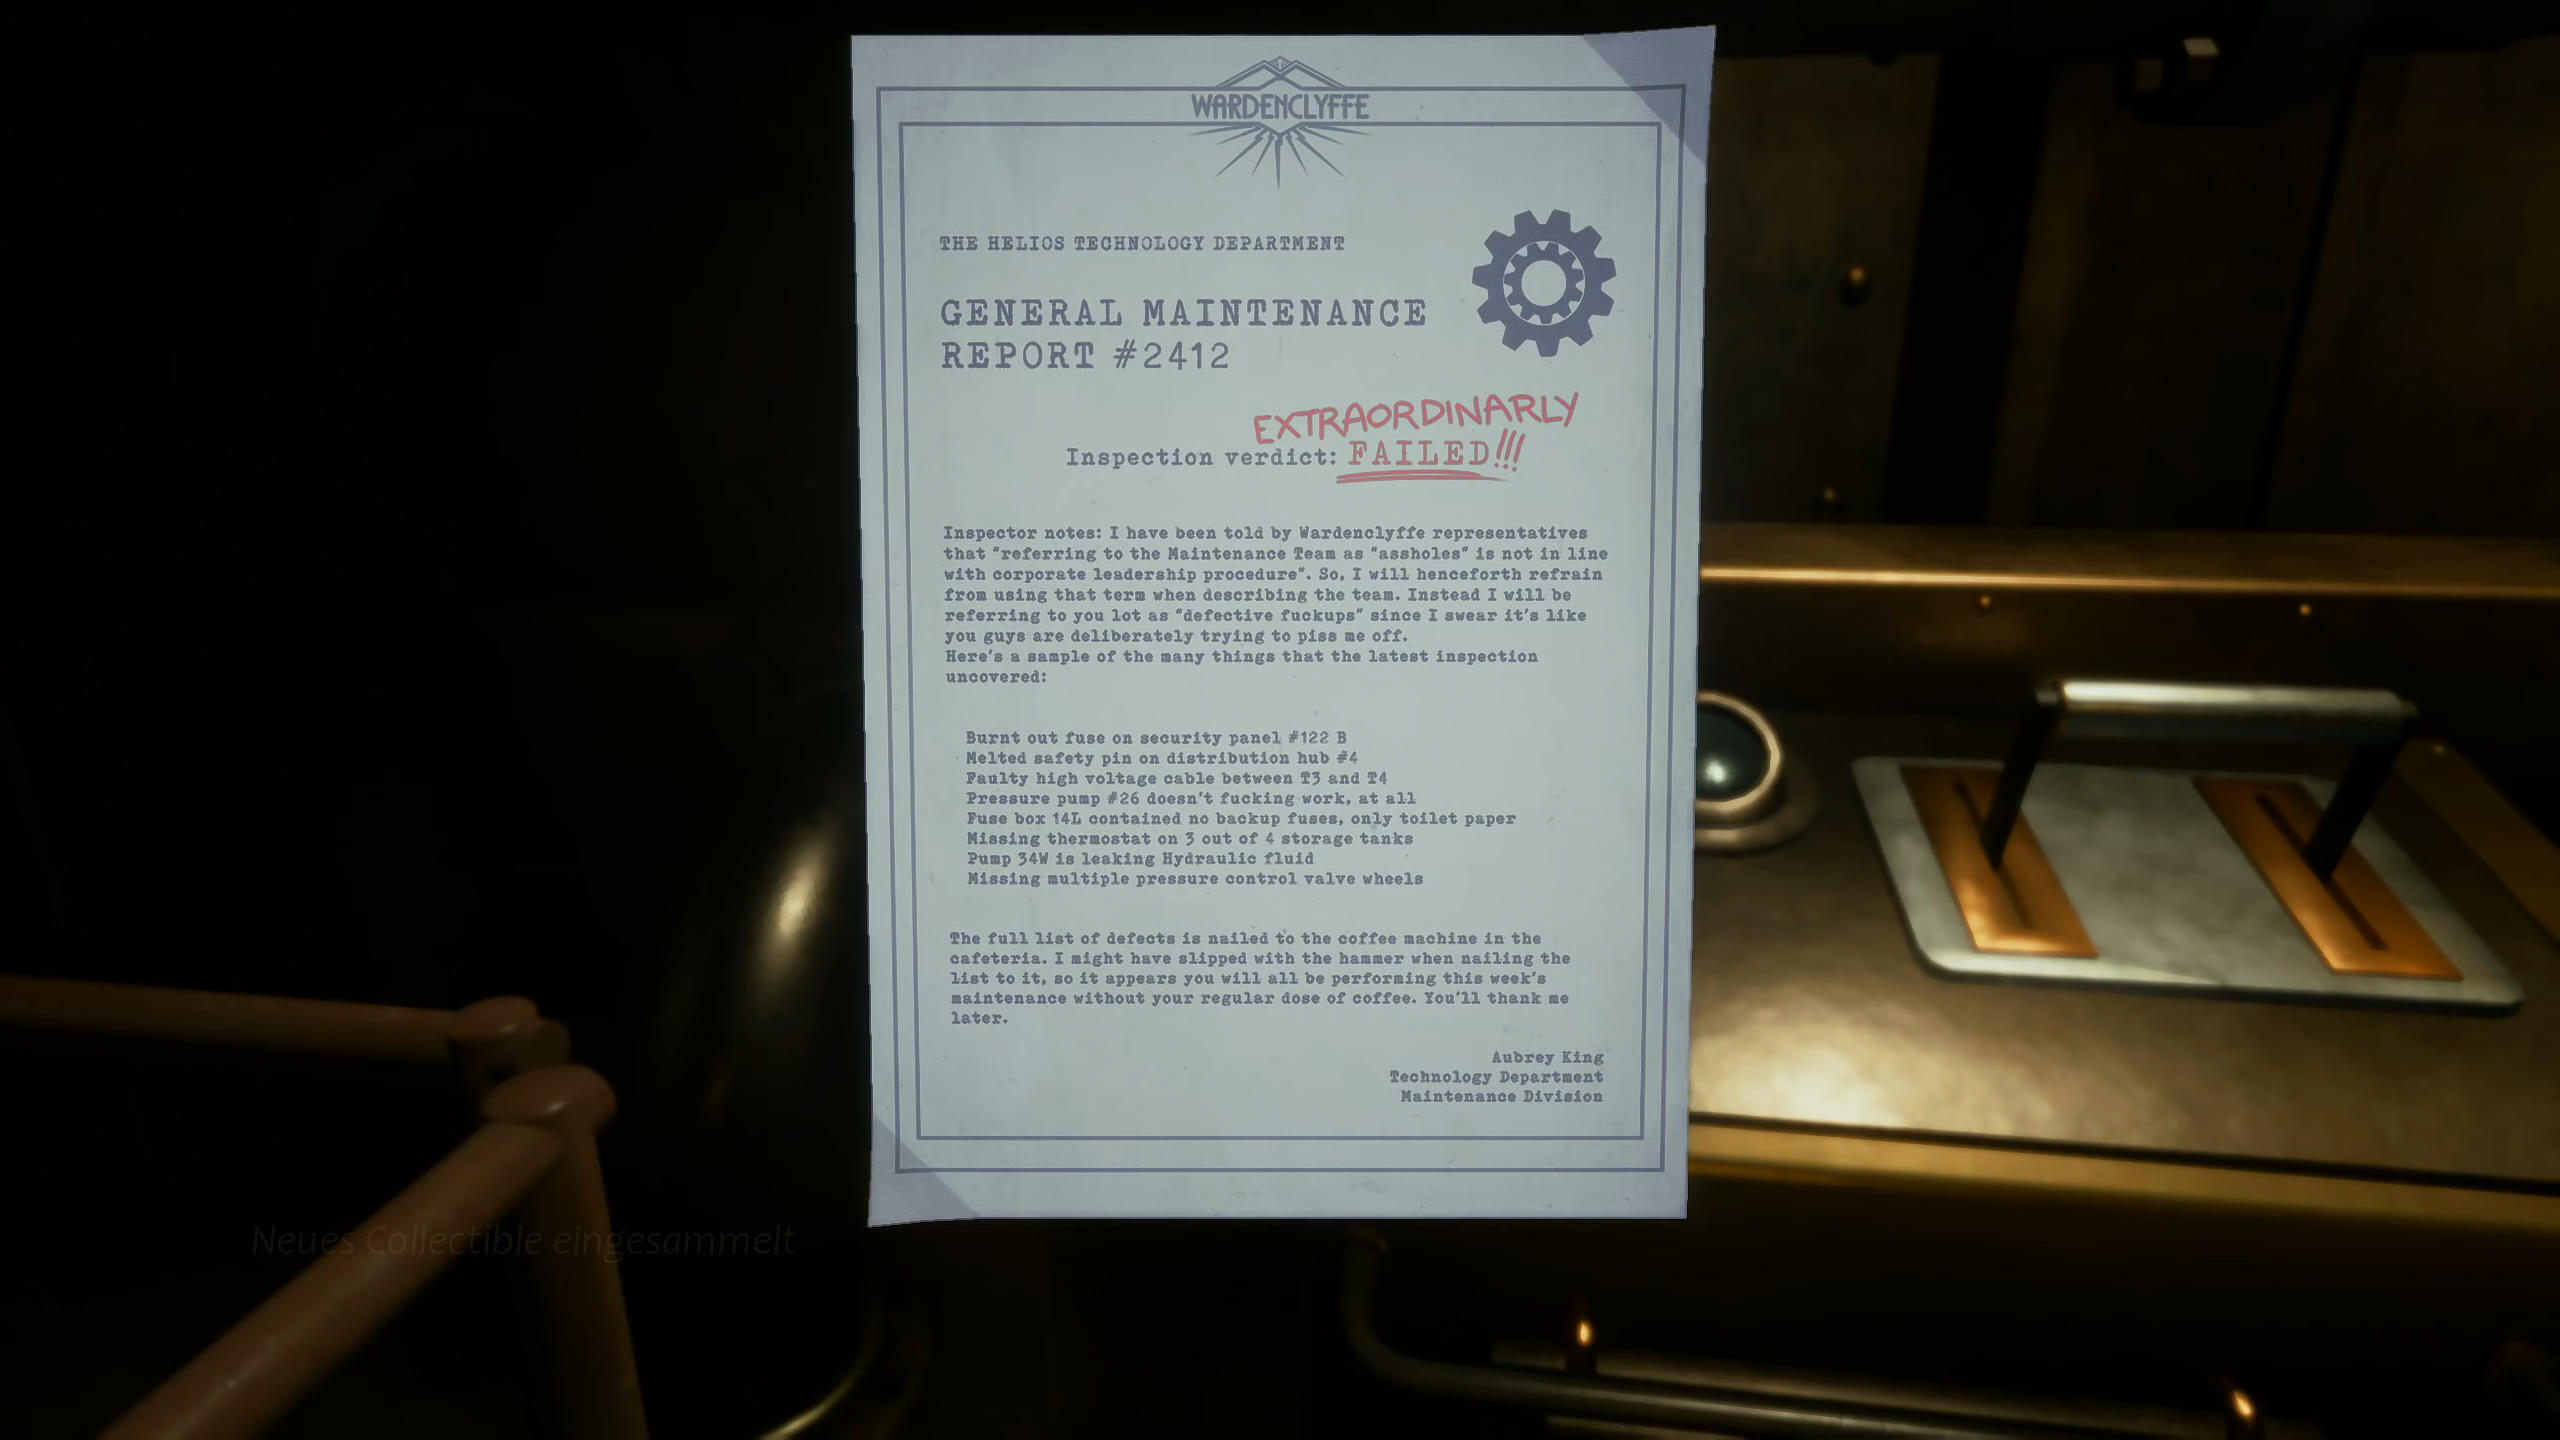 WARDENCLYFFE
THE HELIOS TECHNOLOGY DEPARTMENT
GENERAL MAINTENANCE
REPORT #2412
EXTRAORDINARLY
Inspection verdict: FAILED!!!
Inspector notes: I have been told by Wardenclyffe representatives
that "referring to the Maintenance Team as "assholes" is not in line
with corporate leadership procedure". So, I will henceforth refrain
from using that term when describing the team. Instead I will be
referring to you lot as "defective fuckups" since I swear it's like
you guys are deliberately trying to piss me off.
Here's a sample of the many things that the latest inspection
uncovered:
Burnt out fuse on security panel #122 B
Melted safety pin on distribution hub #4
Faulty high voltage cable between T3 and T4
Pressure pump #26 doesn't fucking work, at all
Fuse box 14L contained no backup fuses, only toilet paper
Missing thermostat on 3 out of 4 storage tanks
Pump 34W is leaking Hydraulic fluid
Missing multiple pressure control valve wheels
The full list of defects is nailed to the coffee machine in the
cafeteria. I might have slipped with the hammer when nailing the
list to it, so it appears you will all be performing this week's
maintenance without your regular dose of coffee. You'll thank me
later.
Aubrey King
Technology Department
Maintenance Division
Neues Collectible eingesammelt